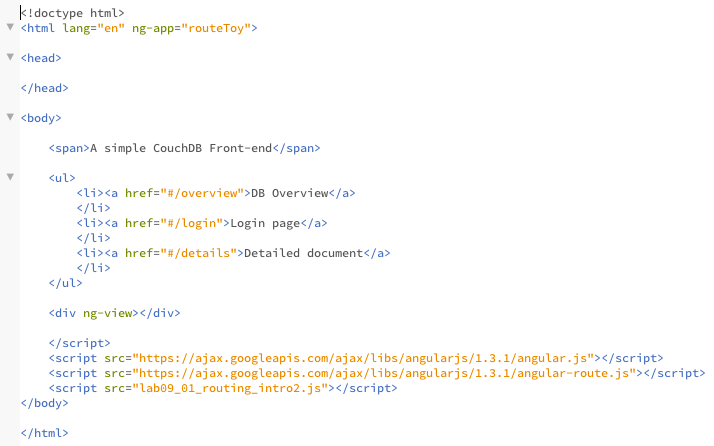 <!doctype html>
<html lang="en" ng-app="routeToy">
<head>
</head>
<body>
<span>A simple CouchDB Front-end</span>
<ul>
<li><a href="#/overview">DB Overview</a>
</li>
<li><a href="#/login">Login page</a>
</li>
<li><a href="#/details">Detailed document</a>
</li>
</ul>
<div ng-view></div>
</script>
<script src="https://ajax.googleapis.com/ajax/libs/angularjs/1.3.1/angular.js"></script>
<script src="https://ajax.googleapis.com/ajax/libs/angularjs/1.3.1/angular-route.js"></script>
<script src="lab09_01_routing_intro2.js"></script>
</body>
</html>